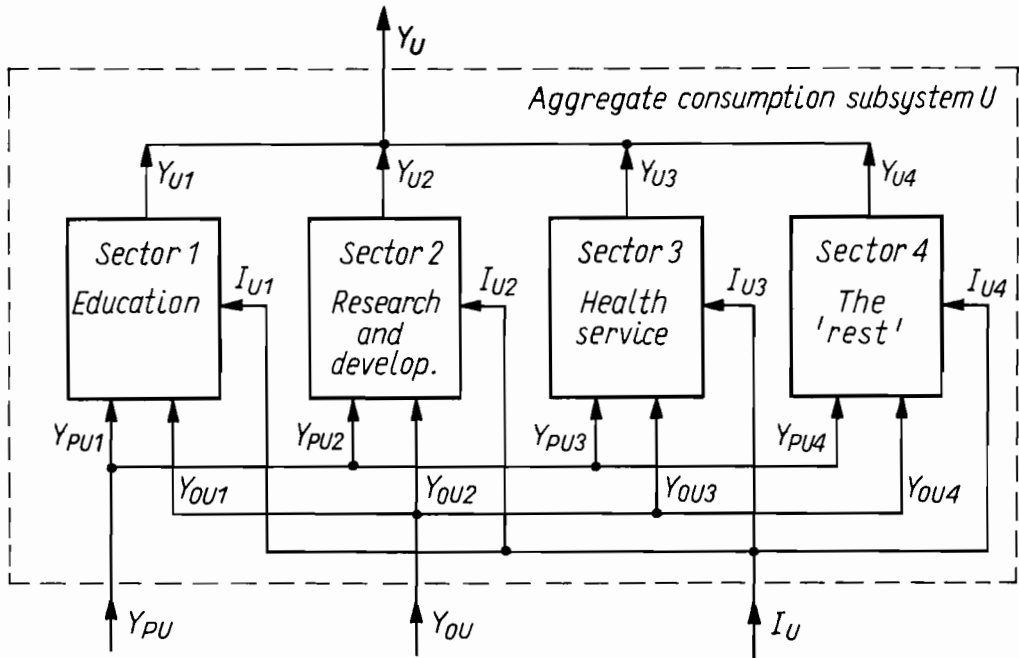 Y_U
Aggregate consumption subsystem U
Y_U1 Y_U2 Y_U3 Y_U4
Sector 1
Education
I_U1
Sector 2
Research
and
develop.
I_U2
Sector 3
Health
service
I_U3
Sector 4
The
'rest'
I_U4
Y_PU1 Y_PU2 Y_PU3 Y_PU4
Y_OU1 Y_OU2 Y_OU3 Y_OU4
Y_PU Y_OU I_U